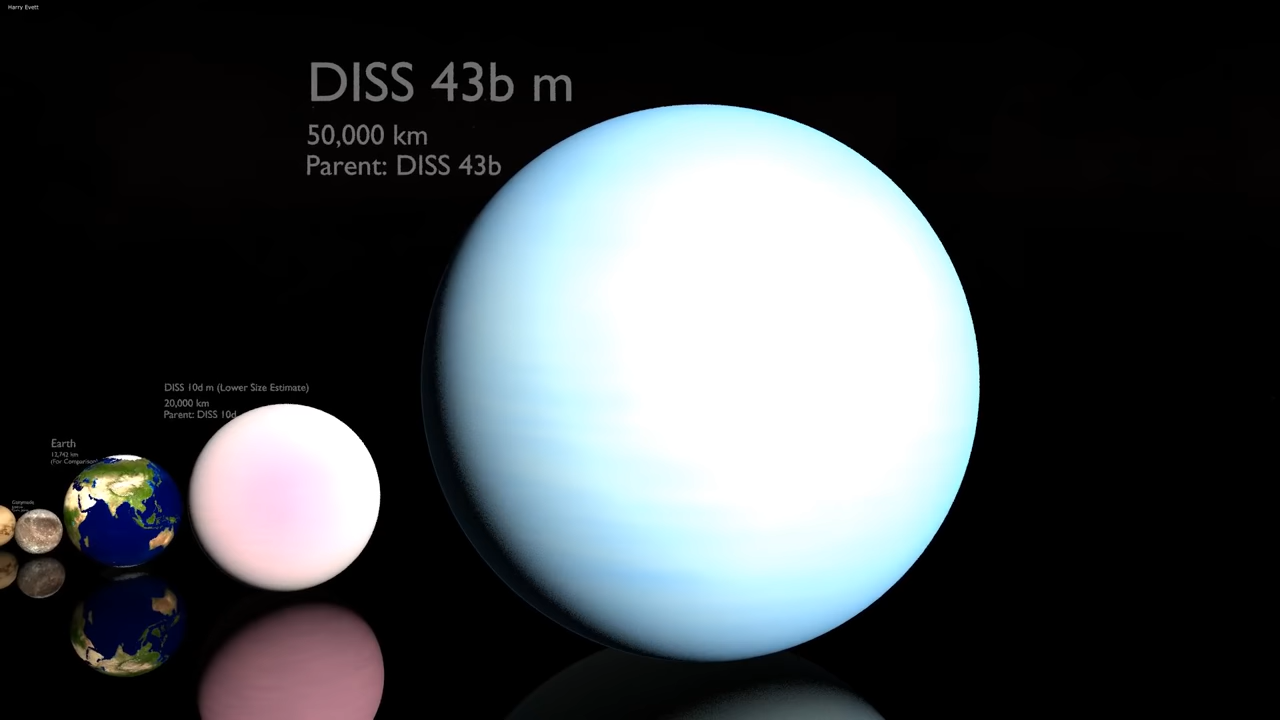 Harry Evett
DISS 43b m
50,000 km
Parent: DISS 43b
DISS 10d m (Lower Size Estimate)
20,000 km
Parent: DISS 10d
Earth
12,742 km
(For Comparison)
Ganymede